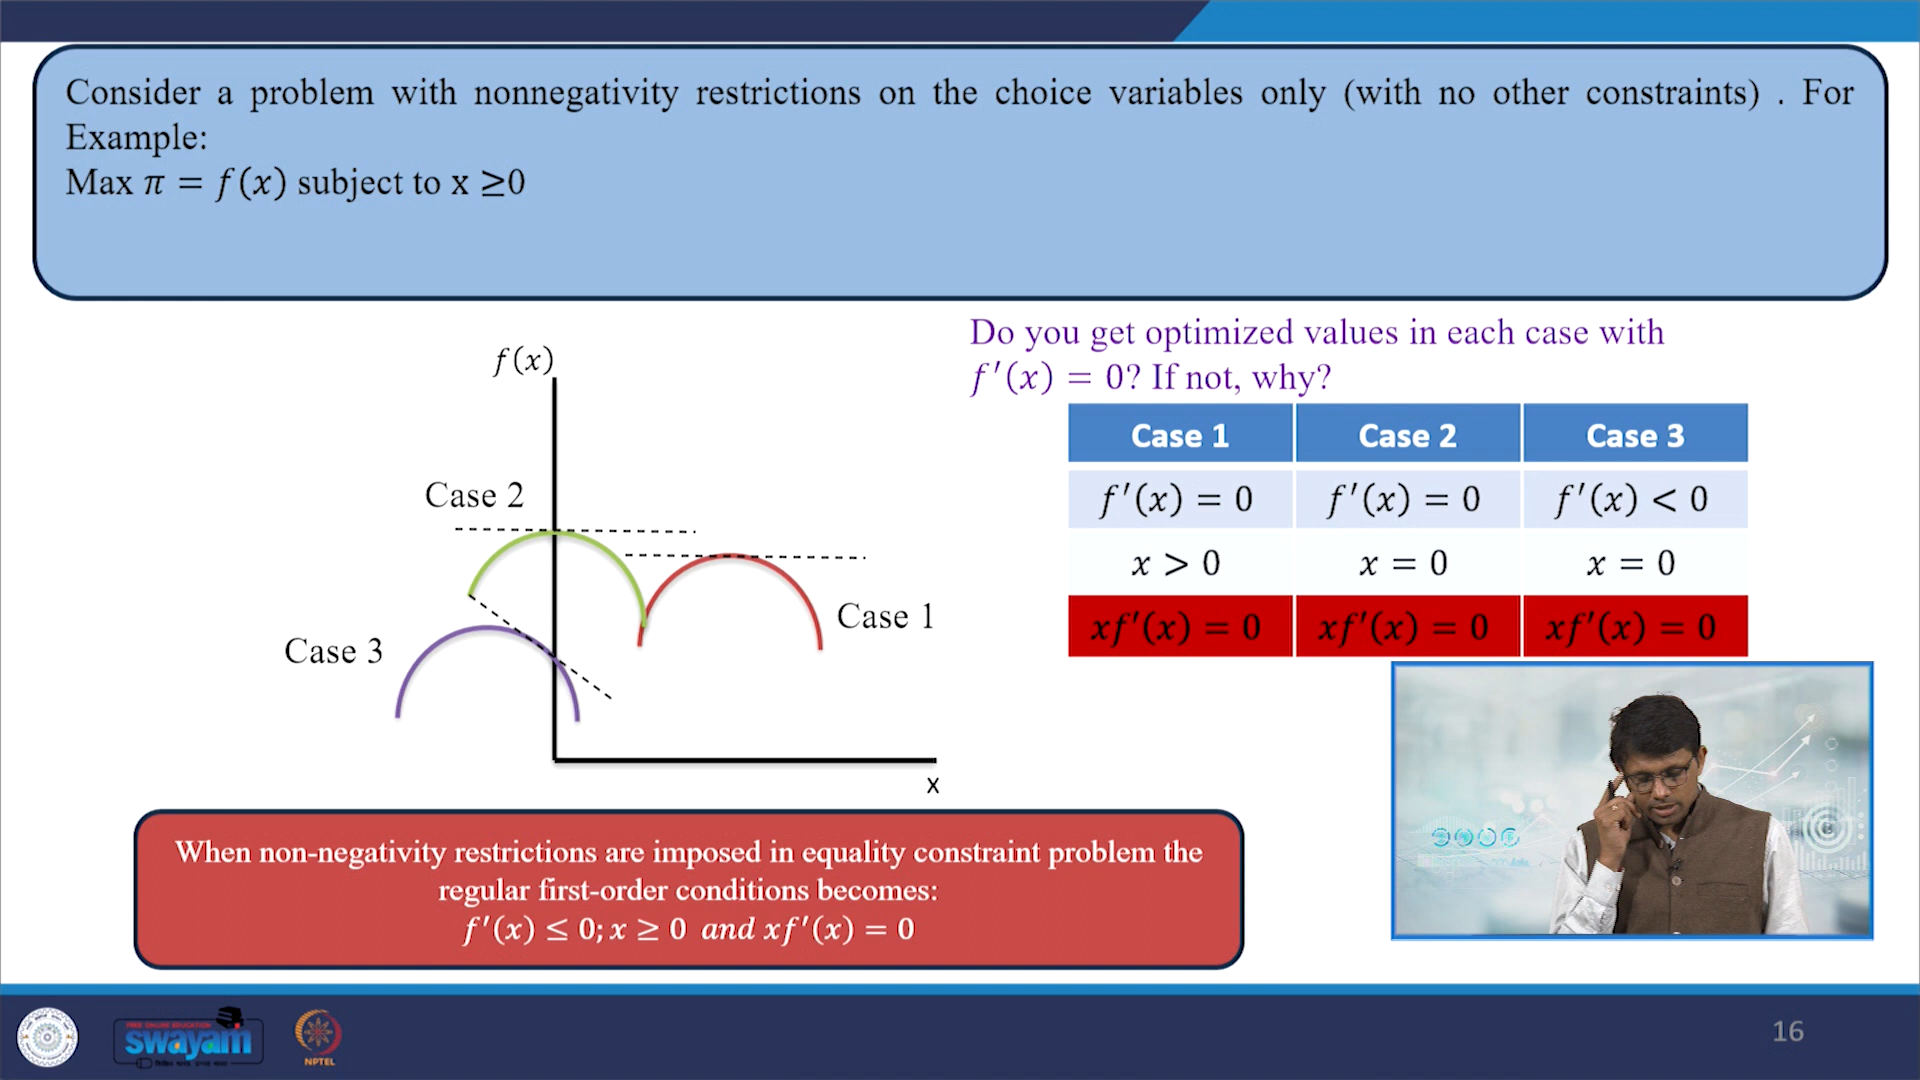 Consider a problem with nonnegativity restrictions on the choice variables only (with no other constraints) . For
Example:
Max π = f(x) subject to x ≥0
Do you get optimized values in each case with
f′(x) = 0? If not, why?
f(x)
Case 2
Case 1
Case 3
x
Case 1 Case 2 Case 3
f′(x) = 0 f′(x) = 0 f′(x) < 0
x > 0 x = 0 x = 0
xf′(x) = 0 xf′(x) = 0 xf′(x) = 0
When non-negativity restrictions are imposed in equality constraint problem the
regular first-order conditions becomes:
f′(x) ≤ 0; x ≥ 0 and xf′(x) = 0
FREE ONLINE EDUCATION
swayam
NPTEL
16